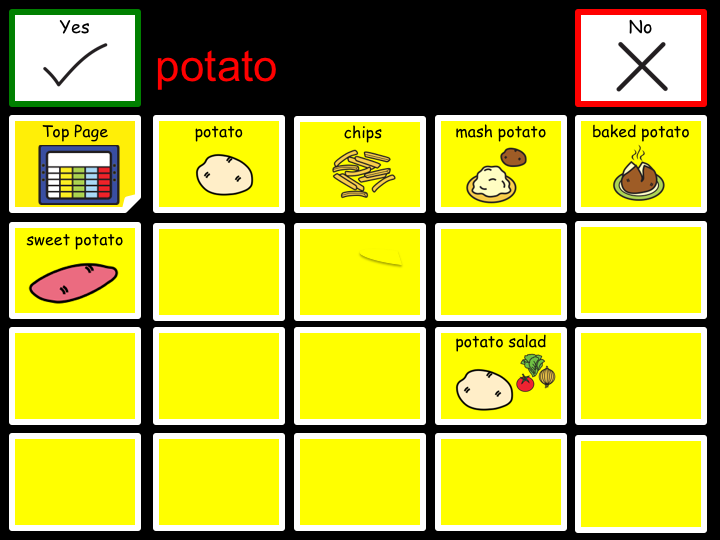 Yes
No
potato
Top Page
potato
chips
mash potato
baked potato
sweet potato
potato salad